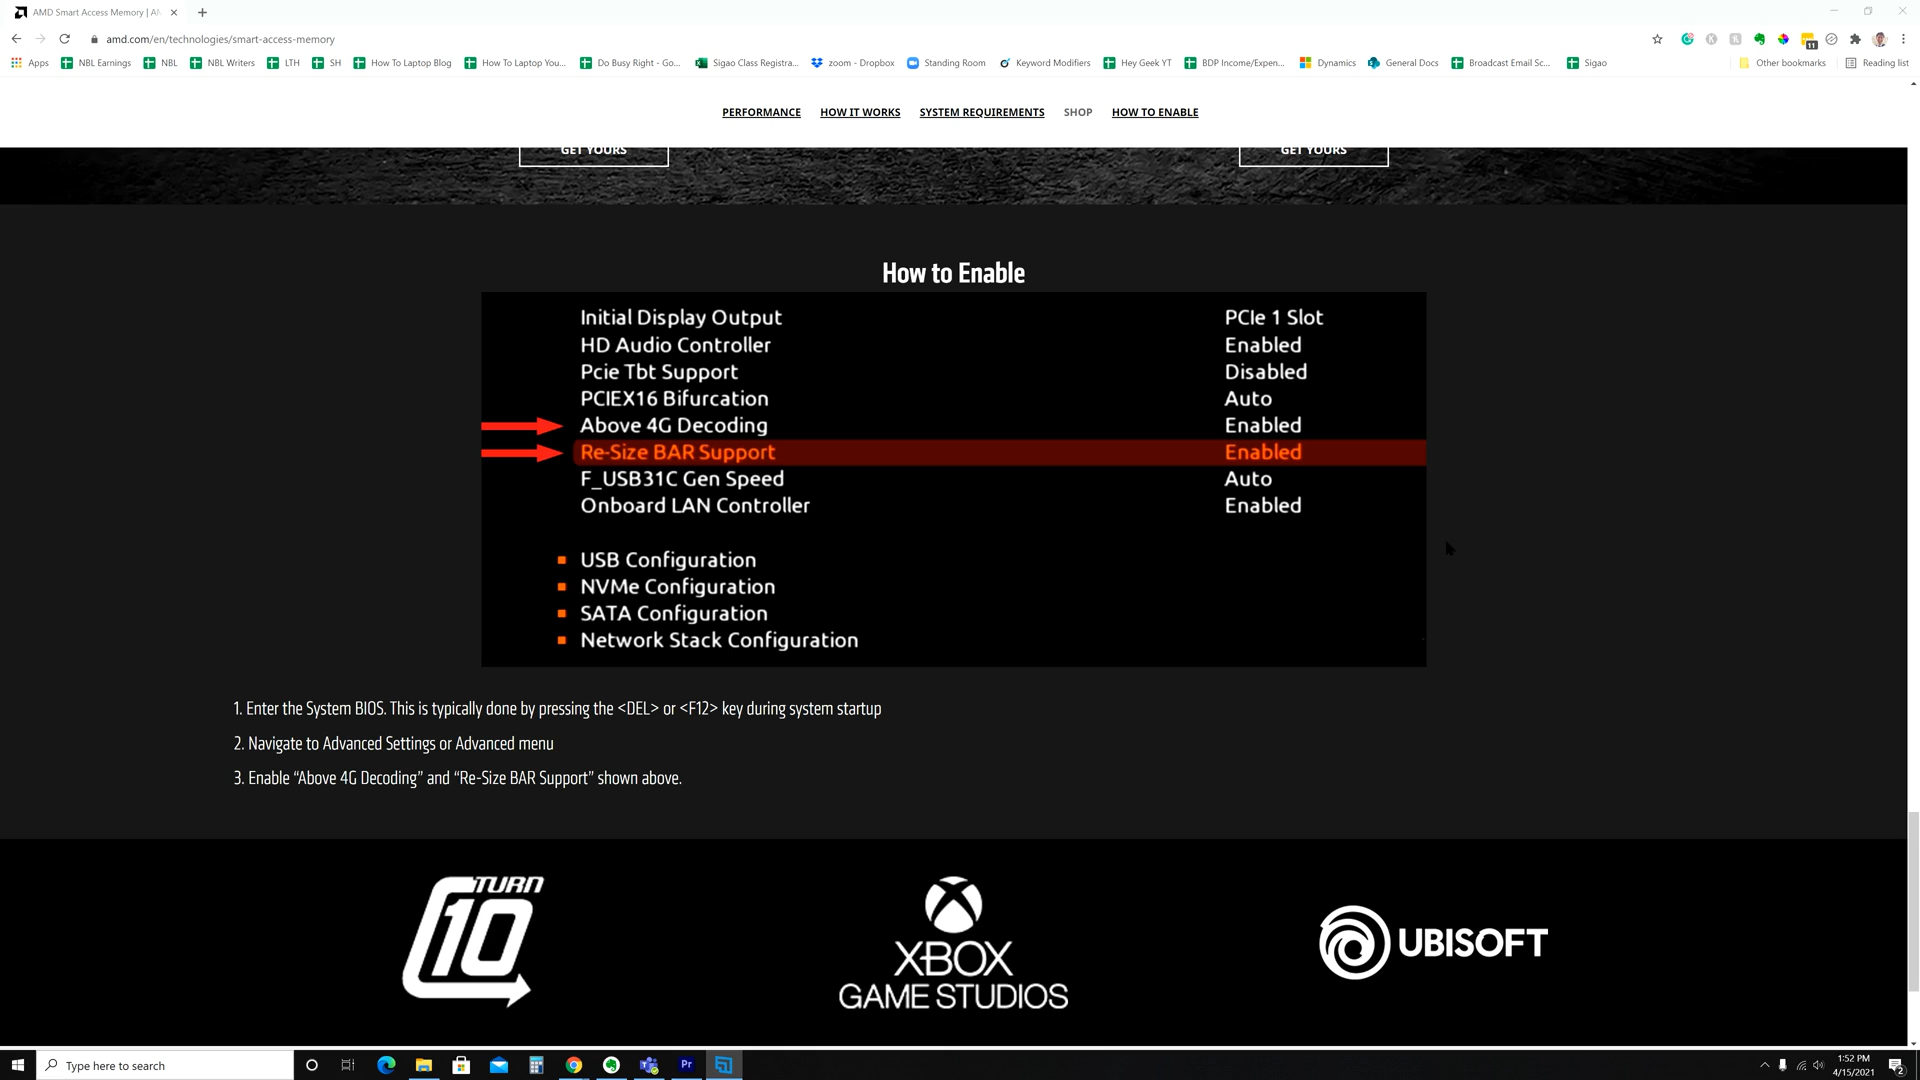 AMD Smart Access Memory | A
amd.com/en/technologies/smart-access-memory
11
Apps NBL Earnings NBL NBL Writers LTH SH How To Laptop Blog How To Laptop You... Do Busy Right - Go... Sigao Class Registra... zoom - Dropbox Standing Room Keyword Modifiers Hey Geek YT BDP Income/Expen... Dynamics General Docs Broadcast Email Sc... Sigao Other bookmarks Reading list
PERFORMANCE HOW IT WORKS SYSTEM REQUIREMENTS SHOP HOW TO ENABLE
GET YOURS GET YOURS
How to Enable
Initial Display Output PCIe 1 Slot
HD Audio Controller Enabled
Pcie Tbt Support Disabled
PCIEX16 Bifurcation Auto
Above 4G Decoding Enabled
Re-Size BAR Support Enabled
F_USB31C Gen Speed Auto
Onboard LAN Controller Enabled
USB Configuration
NVMe Configuration
SATA Configuration
Network Stack Configuration
1. Enter the System BIOS. This is typically done by pressing the <DEL> or <F12> key during system startup
2. Navigate to Advanced Settings or Advanced menu
3. Enable “Above 4G Decoding” and “Re-Size BAR Support” shown above.
TURN
10
XBOX
GAME STUDIOS
UBISOFT
Type here to search
Pr
1:52 PM
4/15/2021
2